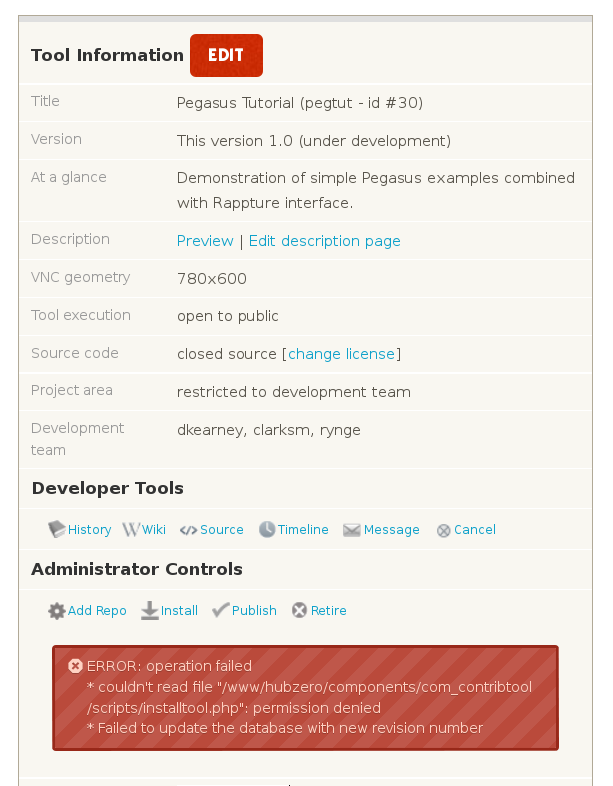 Tool Information EDIT
Title Pegasus Tutorial (pegtut - id #30)
Version This version 1.0 (under development)
At a glance Demonstration of simple Pegasus examples combined
with Rappture interface.
Description Preview | Edit description page
VNC geometry 780x600
Tool execution open to public
Source code closed source [change license]
Project area restricted to development team
Development dkearney, clarksm, rynge
team
Developer Tools
History Wiki Source Timeline Message Cancel
Administrator Controls
Add Repo Install Publish Retire
ERROR: operation failed
* couldn't read file "/www/hubzero/components/com_contribtool
/scripts/installtool.php": permission denied
* Failed to update the database with new revision number